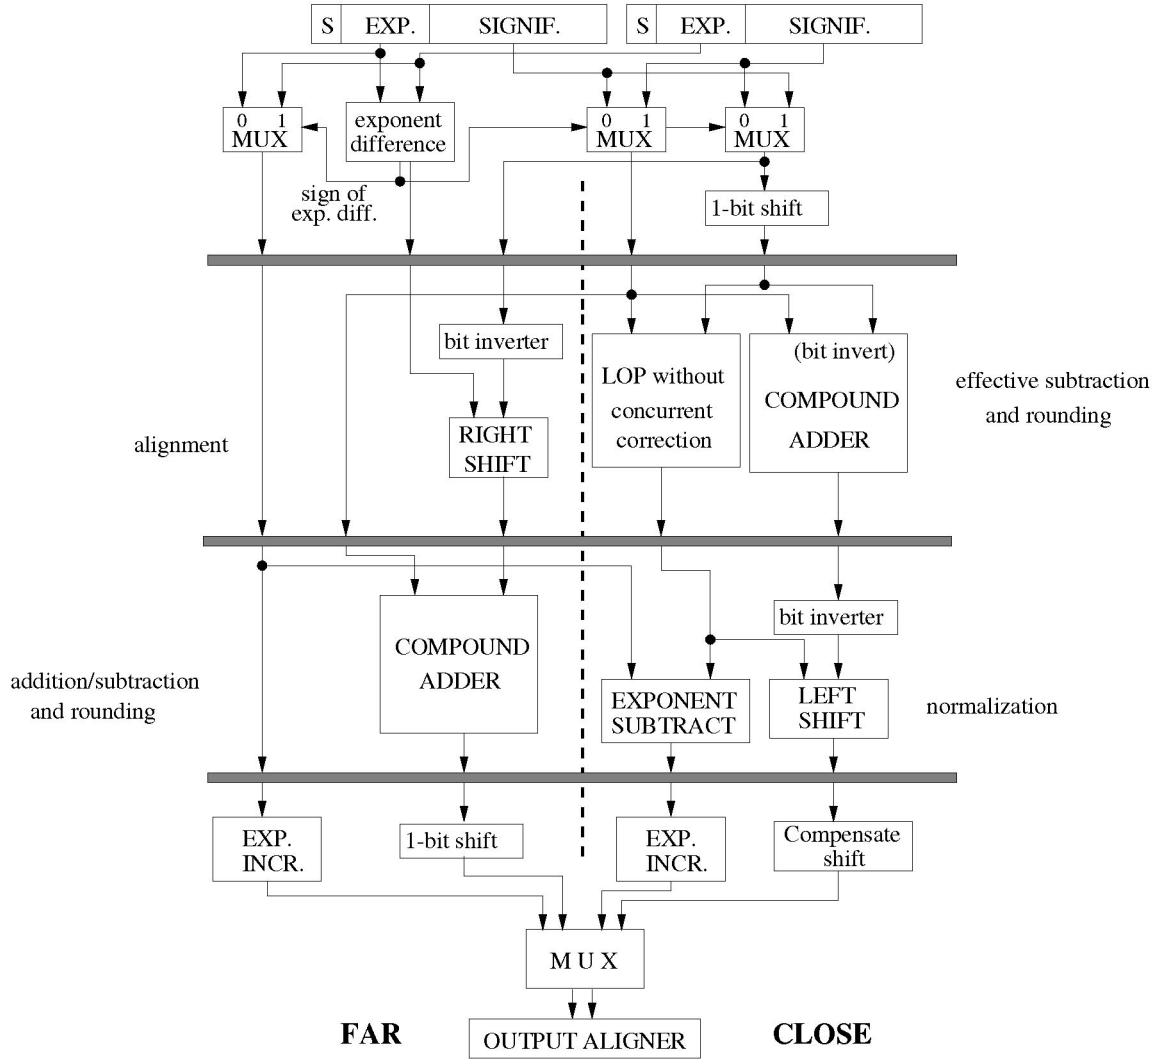 S EXP. SIGNIF. S EXP. SIGNIF.
0 1
MUX
exponent
difference
0 1
MUX
0 1
MUX
sign of
exp. diff.
1-bit shift
bit inverter
LOP without
concurrent
correction
(bit invert)
COMPOUND
ADDER
effective subtraction
and rounding
alignment
RIGHT
SHIFT
COMPOUND
ADDER
bit inverter
addition/subtraction
and rounding
EXPONENT
SUBTRACT
LEFT
SHIFT
normalization
EXP.
INCR.
1-bit shift
EXP.
INCR.
Compensate
shift
M U X
FAR
OUTPUT ALIGNER
CLOSE